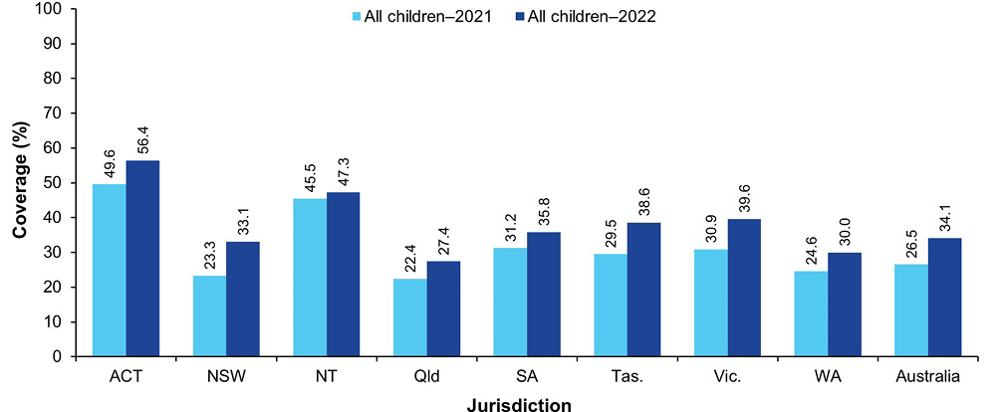 All children–2021 All children–2022
Coverage (%)
100
90
80
70
60
50
40
30
20
10
0
49.6 56.4 23.3 33.1 45.5 47.3 22.4 27.4 31.2 35.8 29.5 38.6 30.9 39.6 24.6 30.0 26.5 34.1
ACT NSW NT Qld SA Tas. Vic. WA Australia
Jurisdiction